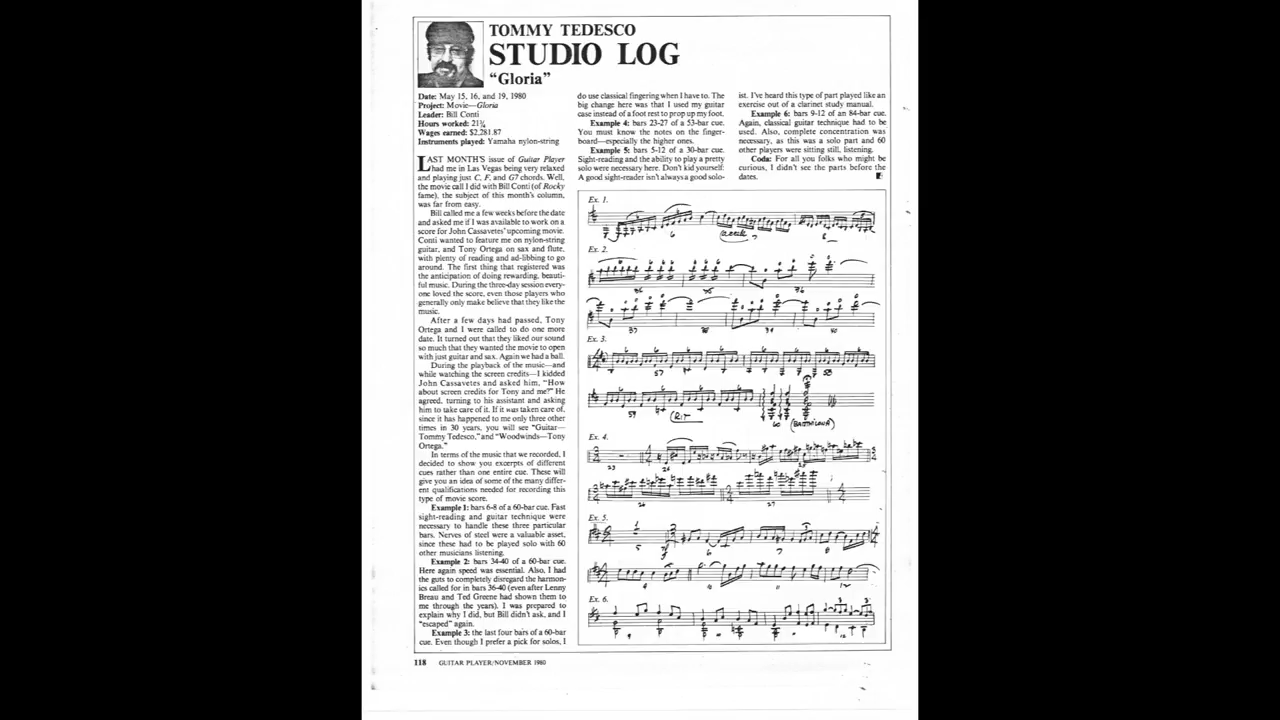 TOMMY TEDESCO
STUDIO LOG
“Gloria”
Date: May 15, 16, and 19, 1980
Project: Movie—Gloria
Leader: Bill Conti
Hours worked: 21¼
Wages earned: $2,281.87
Instruments played: Yamaha nylon-string
LAST MONTH'S issue of Guitar Player
had me in Las Vegas being very relaxed
and playing just C, F, and G7 chords. Well,
the movie call I did with Bill Conti (of Rocky
fame), the subject of this month's column,
was far from easy.
Bill called me a few weeks before the date
and asked me if I was available to work on a
score for John Cassavetes' upcoming movie.
Conti wanted to feature me on nylon-string
guitar, and Tony Ortega on sax and flute,
with plenty of reading and ad-libbing to go
around. The first thing that registered was
the anticipation of doing rewarding, beauti-
ful music. During the three-day session every-
one loved the score, even those players who
generally only make believe that they like the
music.
After a few days had passed, Tony
Ortega and I were called to do one more
date. It turned out that they liked our sound
so much that they wanted the movie to open
with just guitar and sax. Again we had a ball.
During the playback of the music—and
while watching the screen credits—I kidded
John Cassavetes and asked him, “How
about screen credits for Tony and me?” He
agreed, turning to his assistant and asking
him to take care of it. If it was taken care of,
since it has happened to me only three other
times in 30 years, you will see “Guitar—
Tommy Tedesco,” and “Woodwinds—Tony
Ortega.”
In terms of the music that we recorded, I
decided to show you excerpts of different
cues rather than one entire cue. These will
give you an idea of some of the many differ-
ent qualifications needed for recording this
type of movie score.
Example 1: bars 6-8 of a 60-bar cue. Fast
sight-reading and guitar technique were
necessary to handle these three particular
bars. Nerves of steel were a valuable asset,
since these had to be played solo with 60
other musicians listening.
Example 2: bars 34-40 of a 60-bar cue.
Here again speed was essential. Also, I had
the guts to completely disregard the harmon-
ics called for in bars 36-40 (even after Lenny
Breau and Ted Greene had shown them to
me through the years). I was prepared to
explain why I did, but Bill didn't ask, and I
“escaped” again.
Example 3: the last four bars of a 60-bar
cue. Even though I prefer a pick for solos, I
do use classical fingering when I have to. The
big change here was that I used my guitar
case instead of a foot rest to prop up my foot.
Example 4: bars 23-27 of a 53-bar cue.
You must know the notes on the finger-
board—especially the higher ones.
Example 5: bars 5-12 of a 30-bar cue.
Sight-reading and the ability to play a pretty
solo were necessary here. Don't kid yourself:
A good sight-reader isn't always a good solo-
ist. I've heard this type of part played like an
exercise out of a clarinet study manual.
Example 6: bars 9-12 of an 84-bar cue.
Again, classical guitar technique had to be
used. Also, complete concentration was
necessary, as this was a solo part and 60
other players were sitting still, listening.
Coda: For all you folks who might be
curious, I didn't see the parts before the
dates.
Ex. 1.
6 7 8
Ex. 2.
36
37 38 39 40
Ex. 3.
57 58
59 (RIT 60
Ex. 4.
23
26 27
Ex. 5.
5 6 7 8
11 12
Ex. 6.
9 12
118 GUITAR PLAYER/NOVEMBER 1980